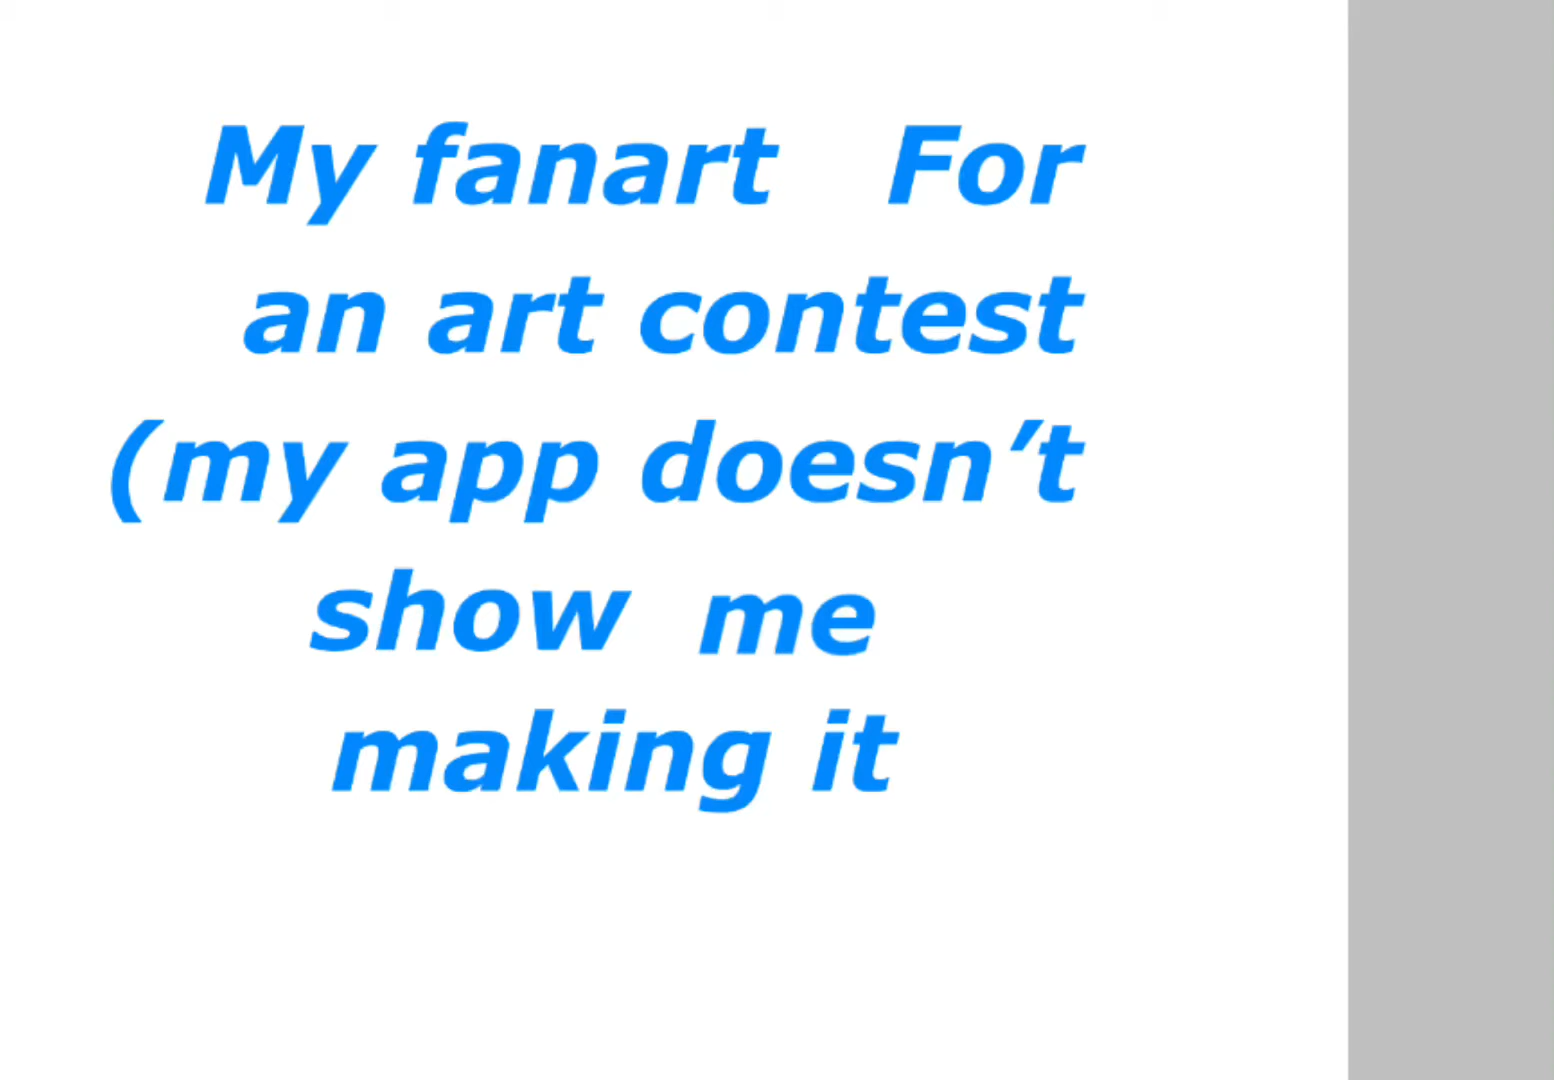 My fanart For
an art contest
(my app doesn’t
show me
making it